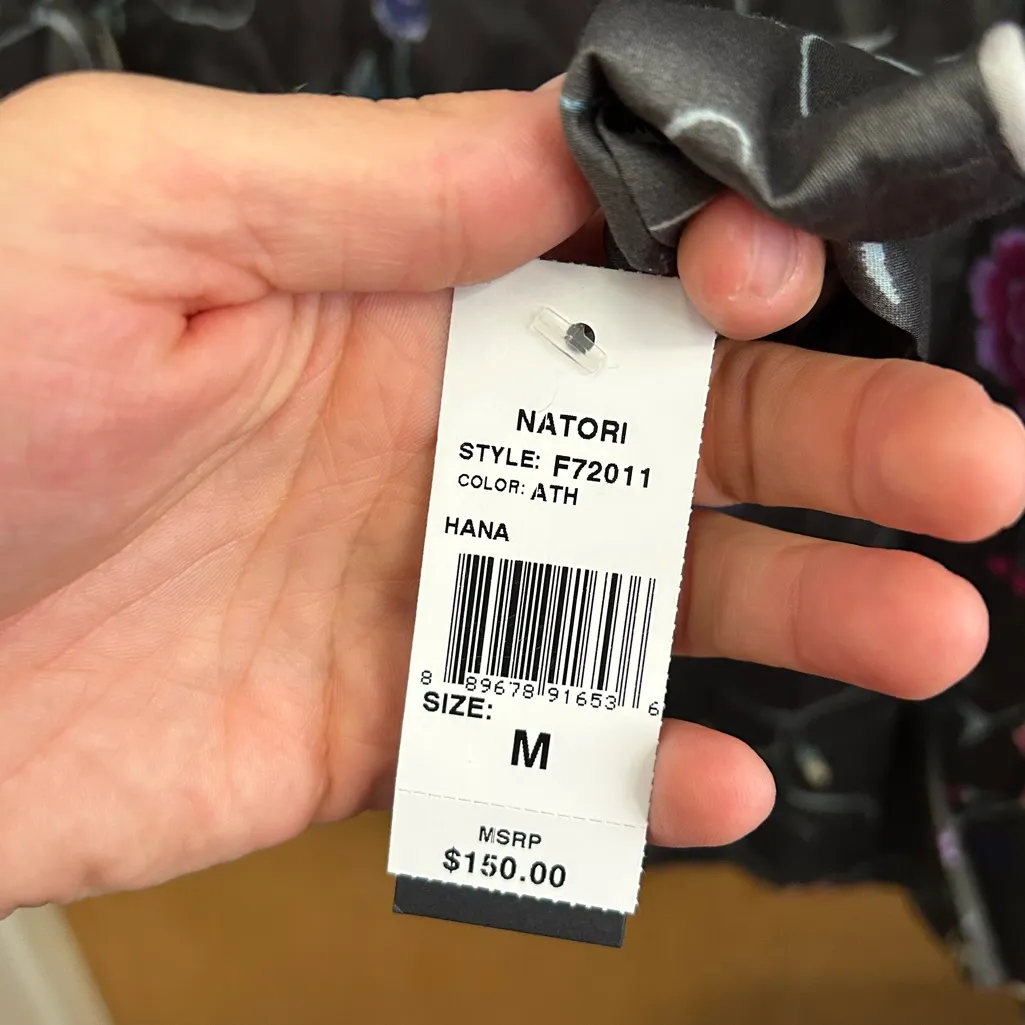 NATORI
STYLE: F72011
COLOR: ATH
HANA
8 89678 91653 6
SIZE:
M
MSRP
$150.00